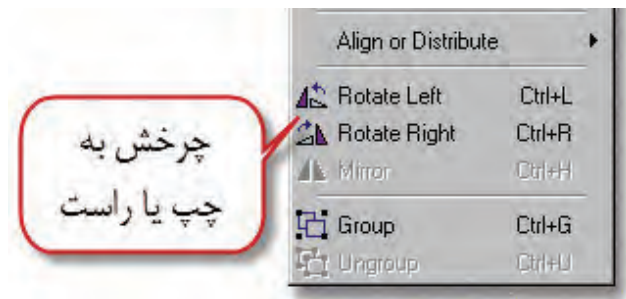 Align or Distribute
Rotate Left Ctrl+L
Rotate Right Ctrl+R
Mirror Ctrl+H
Group Ctrl+G
Ungroup Ctrl+U
چرخش به
چپ یا راست